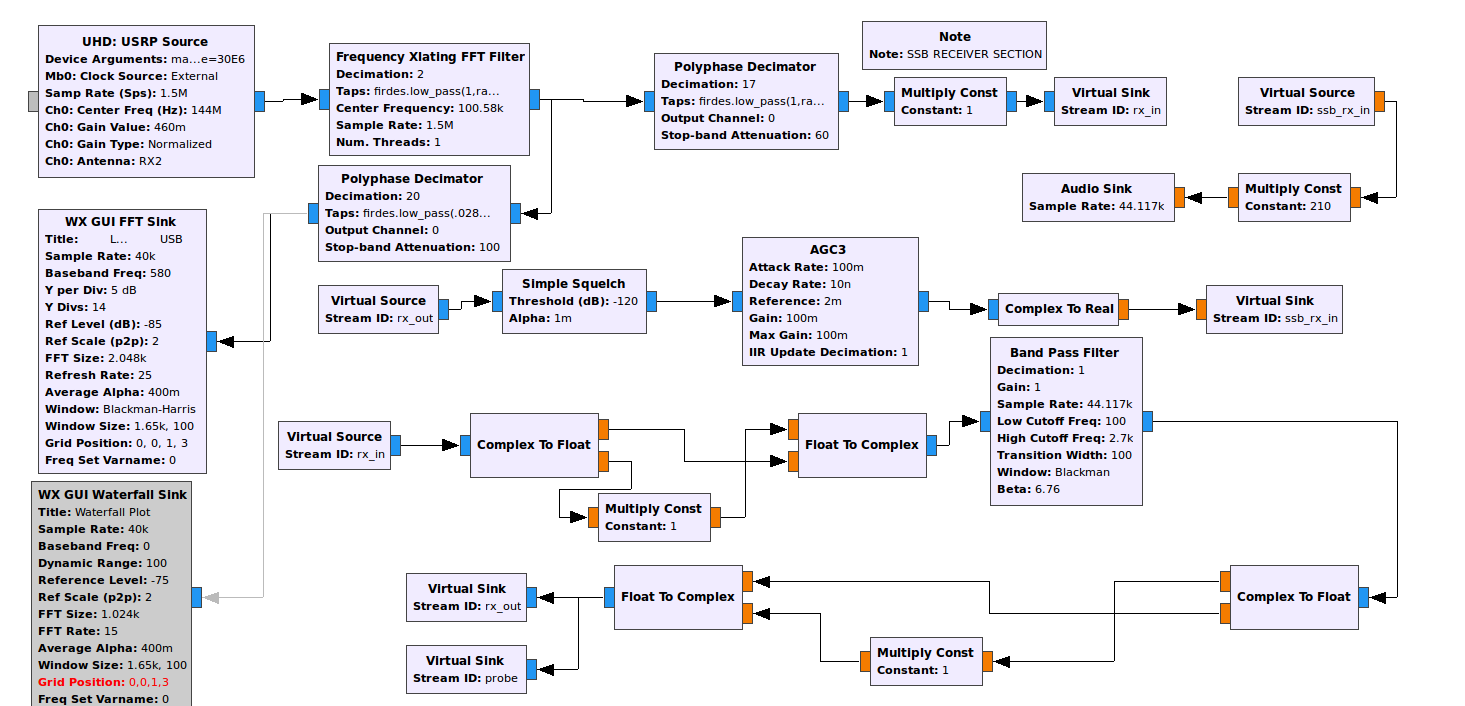 UHD: USRP Source
Device Arguments: ma...e=30E6
Mb0: Clock Source: External
Samp Rate (Sps): 1.5M
Ch0: Center Freq (Hz): 144M
Ch0: Gain Value: 460m
Ch0: Gain Type: Normalized
Ch0: Antenna: RX2
Frequency Xlating FFT Filter
Decimation: 2
Taps: firdes.low_pass(1,ra...
Center Frequency: 100.58k
Sample Rate: 1.5M
Num. Threads: 1
Polyphase Decimator
Decimation: 17
Taps: firdes.low_pass(1,ra...
Output Channel: 0
Stop-band Attenuation: 60
Note
Note: SSB RECEIVER SECTION
Multiply Const
Constant: 1
Virtual Sink
Stream ID: rx_in
Virtual Source
Stream ID: ssb_rx_in
Audio Sink
Sample Rate: 44.117k
Multiply Const
Constant: 210
Polyphase Decimator
Decimation: 20
Taps: firdes.low_pass(.028...
Output Channel: 0
Stop-band Attenuation: 100
WX GUI FFT Sink
Title: L... USB
Sample Rate: 40k
Baseband Freq: 580
Y per Div: 5 dB
Y Divs: 14
Ref Level (dB): -85
Ref Scale (p2p): 2
FFT Size: 2.048k
Refresh Rate: 25
Average Alpha: 400m
Window: Blackman-Harris
Window Size: 1.65k, 100
Grid Position: 0, 0, 1, 3
Freq Set Varname: 0
Virtual Source
Stream ID: rx_out
Simple Squelch
Threshold (dB): -120
Alpha: 1m
AGC3
Attack Rate: 100m
Decay Rate: 10n
Reference: 2m
Gain: 100m
Max Gain: 100m
IIR Update Decimation: 1
Complex To Real
Virtual Sink
Stream ID: ssb_rx_in
Virtual Source
Stream ID: rx_in
Complex To Float
Multiply Const
Constant: 1
Float To Complex
Band Pass Filter
Decimation: 1
Gain: 1
Sample Rate: 44.117k
Low Cutoff Freq: 100
High Cutoff Freq: 2.7k
Transition Width: 100
Window: Blackman
Beta: 6.76
WX GUI Waterfall Sink
Title: Waterfall Plot
Sample Rate: 40k
Baseband Freq: 0
Dynamic Range: 100
Reference Level: -75
Ref Scale (p2p): 2
FFT Size: 1.024k
FFT Rate: 15
Average Alpha: 400m
Window Size: 1.65k, 100
Grid Position: 0,0,1,3
Freq Set Varname: 0
Virtual Sink
Stream ID: rx_out
Virtual Sink
Stream ID: probe
Float To Complex
Multiply Const
Constant: 1
Complex To Float